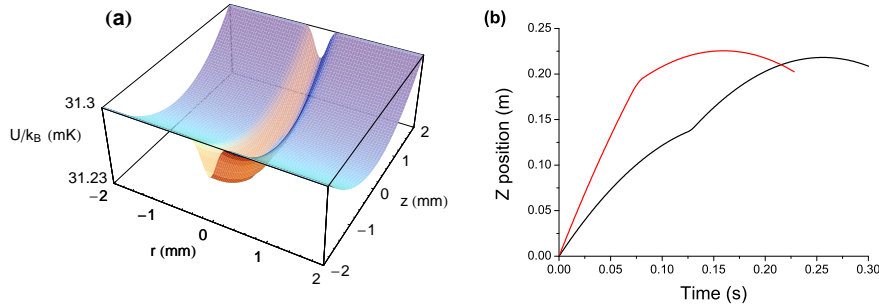 (a)
31.3
U/kB (mK)
31.23
−2
−1
0
1
2
r (mm)
−2
−1
0
1
2
z (mm)
(b)
0.25
0.20
0.15
0.10
0.05
0.00
Z position (m)
0.00 0.05 0.10 0.15 0.20 0.25 0.30
Time (s)